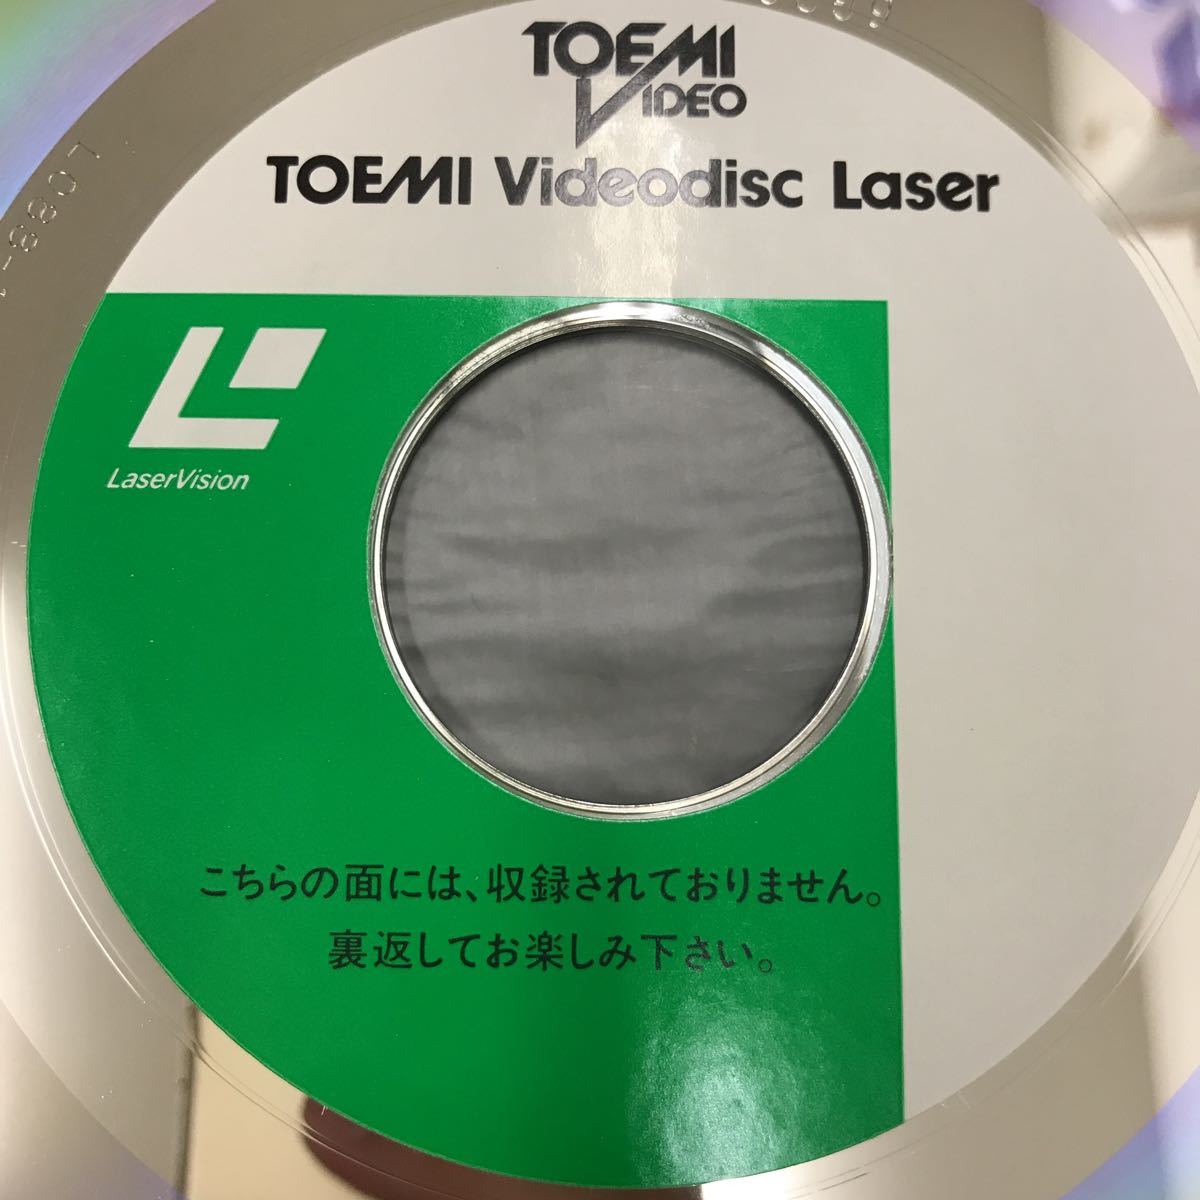 TOEMI
VIDEO
TOEMI Videodisc Laser
LaserVision
こちらの面には、収録されておりません。
裏返してお楽しみ下さい。